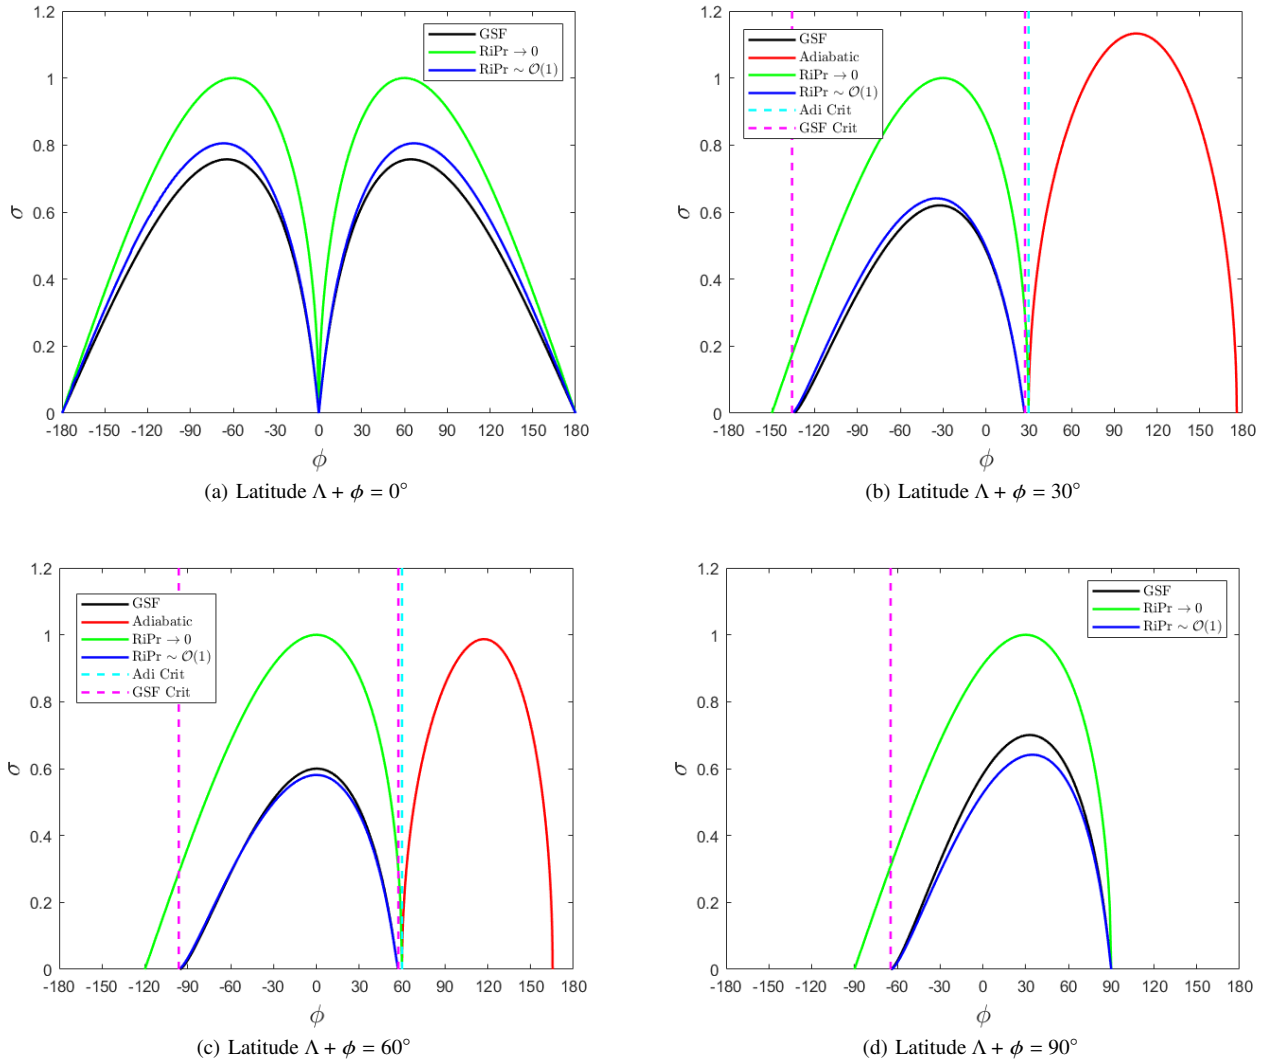 1.2
1
0.8
0.6
0.4
0.2
0
σ
GSF
RiPr → 0
RiPr ∼ 𝒪(1)
-180 -150 -120 -90 -60 -30 0 30 60 90 120 150 180
ϕ
(a) Latitude Λ + ϕ = 0°
1.2
1
0.8
0.6
0.4
0.2
0
σ
GSF
Adiabatic
RiPr → 0
RiPr ∼ 𝒪(1)
Adi Crit
GSF Crit
-180 -150 -120 -90 -60 -30 0 30 60 90 120 150 180
ϕ
(b) Latitude Λ + ϕ = 30°
1.2
1
0.8
0.6
0.4
0.2
0
σ
GSF
Adiabatic
RiPr → 0
RiPr ∼ 𝒪(1)
Adi Crit
GSF Crit
-180 -150 -120 -90 -60 -30 0 30 60 90 120 150 180
ϕ
(c) Latitude Λ + ϕ = 60°
1.2
1
0.8
0.6
0.4
0.2
0
σ
GSF
RiPr → 0
RiPr ∼ 𝒪(1)
-180 -150 -120 -90 -60 -30 0 30 60 90 120 150 180
ϕ
(d) Latitude Λ + ϕ = 90°